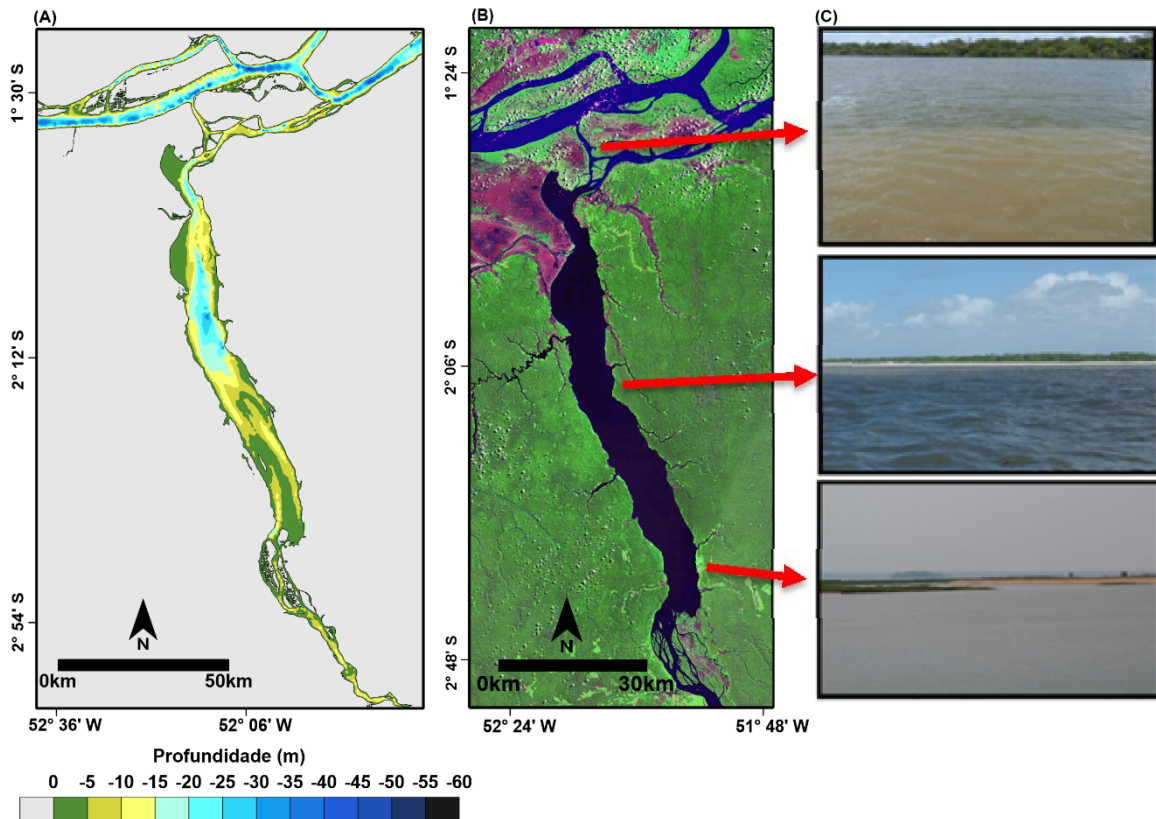 (A)
1° 30' S
2° 12' S
2° 54' S
N
0km 50km
52° 36' W 52° 06' W
Profundidade (m)
0 -5 -10 -15 -20 -25 -30 -35 -40 -45 -50 -55 -60
(B)
1° 24' S
2° 06' S
2° 48' S
N
0km 30km
52° 24' W 51° 48' W
(C)